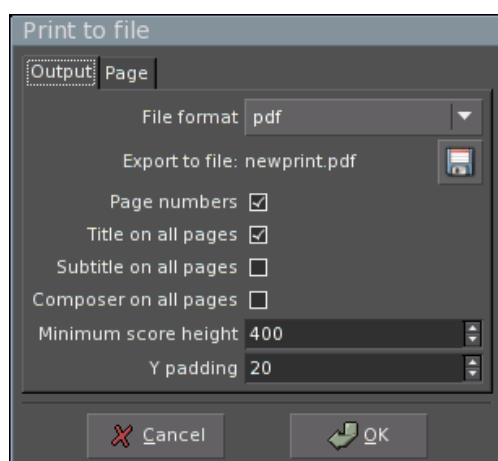 Print to file
Output Page
File format pdf
Export to file: newprint.pdf
Page numbers
Title on all pages
Subtitle on all pages
Composer on all pages
Minimum score height 400
Y padding 20
Cancel OK